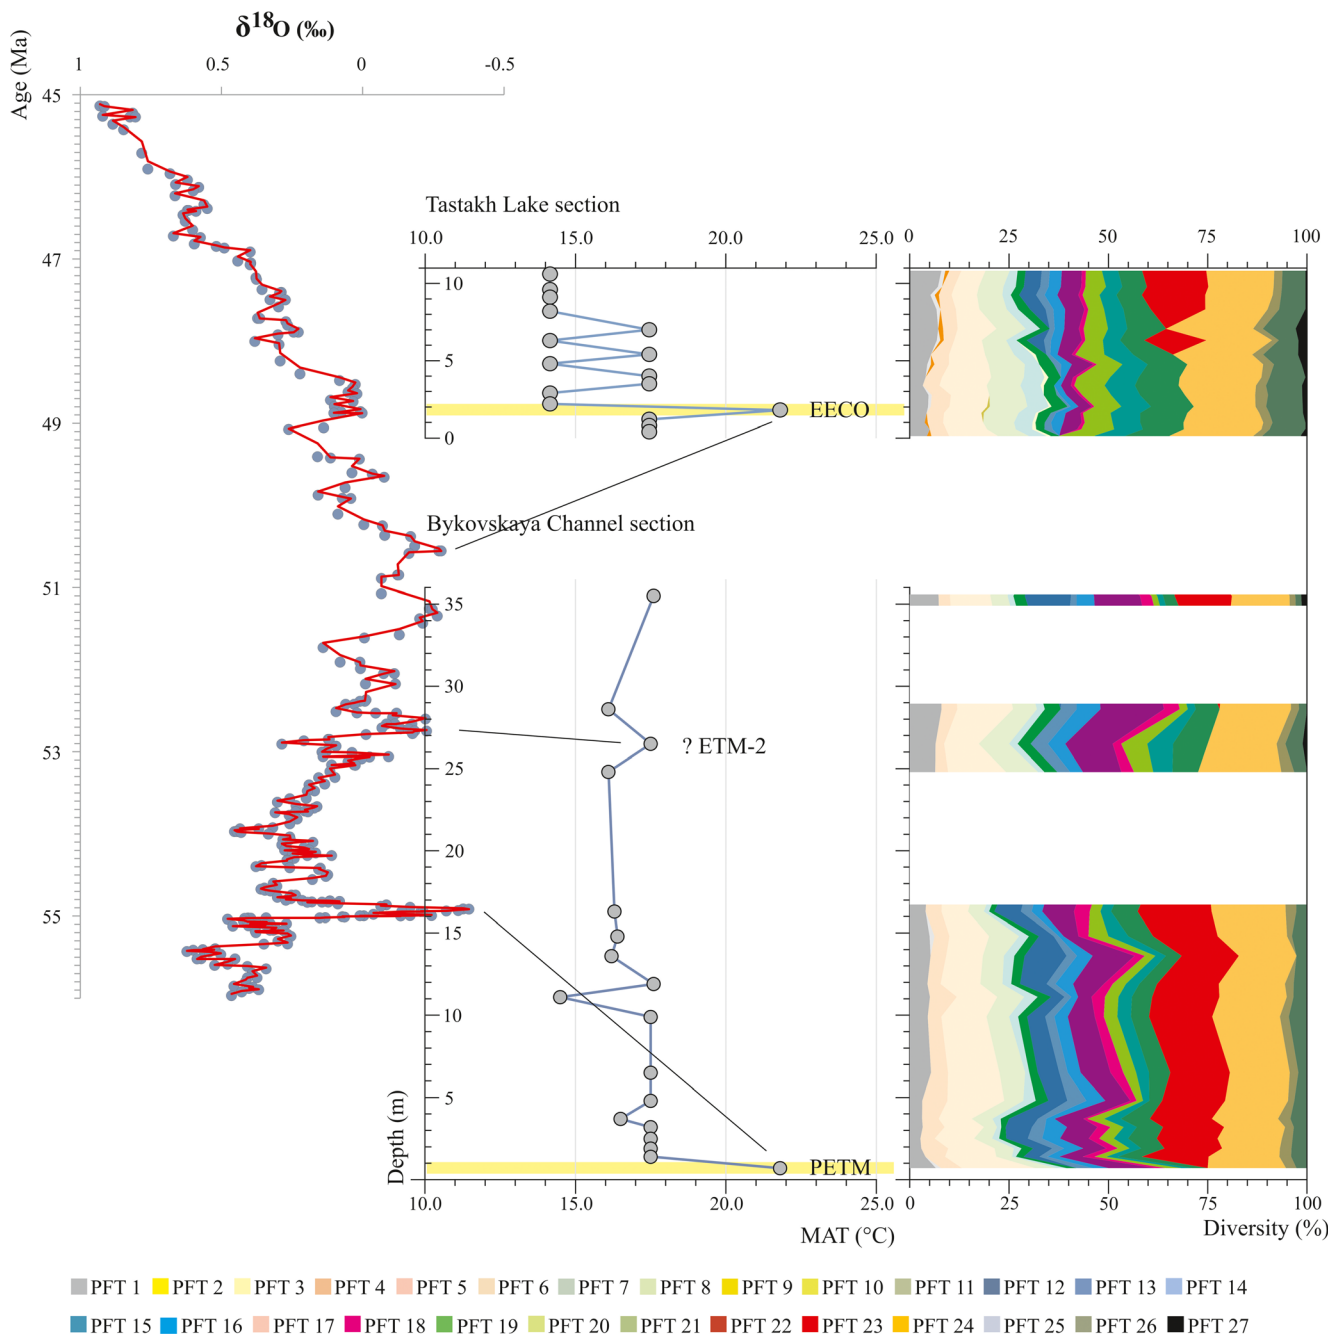 δ18O (‰)
Age (Ma)
1 0.5 0 -0.5
45
47
49
51
53
55
Tastakh Lake section
10.0 15.0 20.0 25.0
0 25 50 75 100
10
5
0
EECO
Bykovskaya Channel section
35
30
25
20
15
10
5
? ETM-2
PETM
Depth (m)
10.0 15.0 20.0 25.0
MAT (°C)
0 25 50 75 100
Diversity (%)
PFT 1 PFT 2 PFT 3 PFT 4 PFT 5 PFT 6 PFT 7 PFT 8 PFT 9 PFT 10 PFT 11 PFT 12 PFT 13 PFT 14
PFT 15 PFT 16 PFT 17 PFT 18 PFT 19 PFT 20 PFT 21 PFT 22 PFT 23 PFT 24 PFT 25 PFT 26 PFT 27